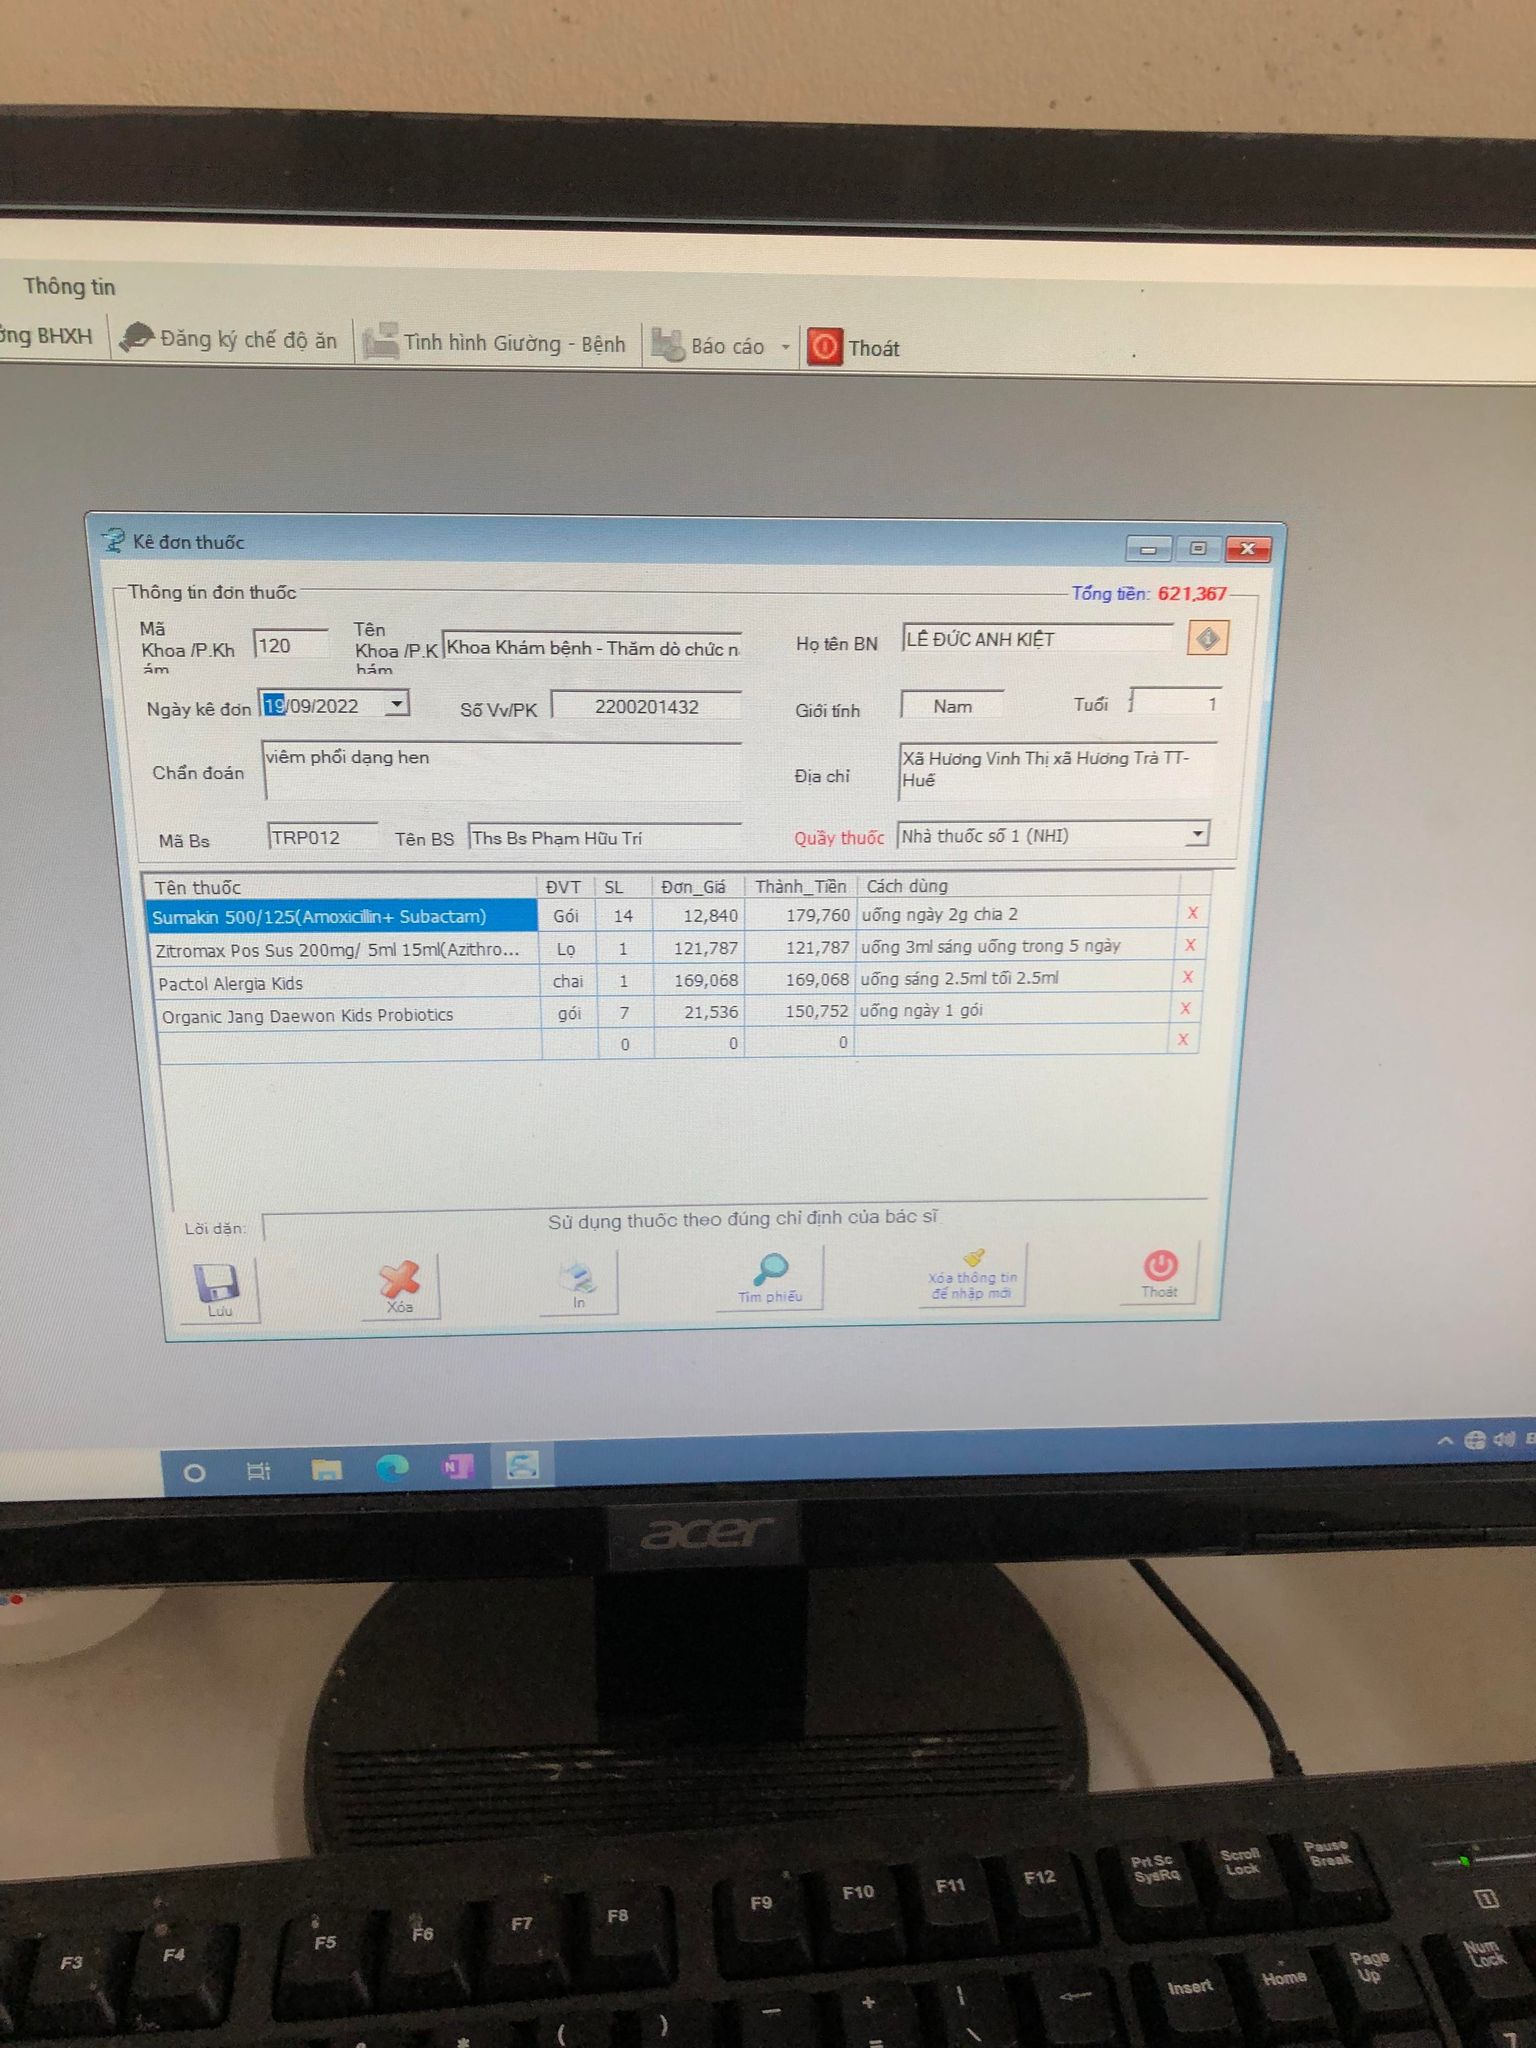 Thông tin
ởng BHXH
Đăng ký chế độ ăn
Tình hình Giường - Bệnh
Báo cáo
Thoát
Kê đơn thuốc
Thông tin đơn thuốc
Tổng tiền: 621,367
Mã
Khoa /P.Kh
ám
120
Tên
Khoa /P.K
hám
Khoa Khám bệnh - Thăm dò chức n
Họ tên BN
LÊ ĐỨC ANH KIỆT
Ngày kê đơn
19/09/2022
Số Vv/PK
2200201432
Giới tính
Nam
Tuổi
1
Chẩn đoán
viêm phổi dạng hen
Địa chỉ
Xã Hương Vinh Thị xã Hương Trà TT-
Huế
Mã Bs
TRP012
Tên BS
Ths Bs Phạm Hữu Trí
Quầy thuốc
Nhà thuốc số 1 (NHI)
Tên thuốc ĐVT SL Đơn_Giá Thành_Tiền Cách dùng
Sumakin 500/125(Amoxicillin+ Subactam) Gói 14 12,840 179,760 uống ngày 2g chia 2 X
Zitromax Pos Sus 200mg/ 5ml 15ml(Azithro... Lọ 1 121,787 121,787 uống 3ml sáng uống trong 5 ngày X
Pactol Alergia Kids chai 1 169,068 169,068 uống sáng 2.5ml tối 2.5ml X
Organic Jang Daewon Kids Probiotics gói 7 21,536 150,752 uống ngày 1 gói X
0 0 0 X
Lời dặn:
Sử dụng thuốc theo đúng chỉ định của bác sĩ
Lưu
Xóa
In
Tìm phiếu
Xóa thông tin
để nhập mới
Thoát
acer
F3 F4 F5 F6 F7 F8 F9 F10 F11 F12
Prt Sc
SysRq
Scroll
Lock
Pause
Break
Insert
Home
Page
Up
Num
Lock